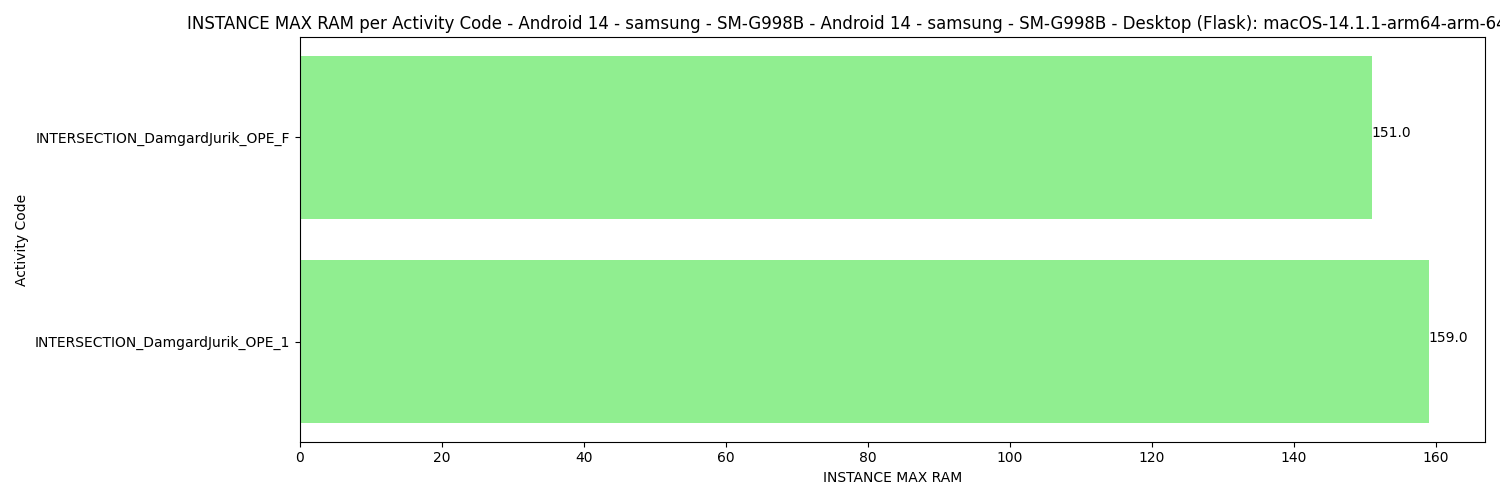 INSTANCE MAX RAM per Activity Code - Android 14 - samsung - SM-G998B - Android 14 - samsung - SM-G998B - Desktop (Flask): macOS-14.1.1-arm64-arm-64
INTERSECTION_DamgardJurik_OPE_F
151.0
Activity Code
INTERSECTION_DamgardJurik_OPE_1
159.0
0 20 40 60 80 100 120 140 160
INSTANCE MAX RAM